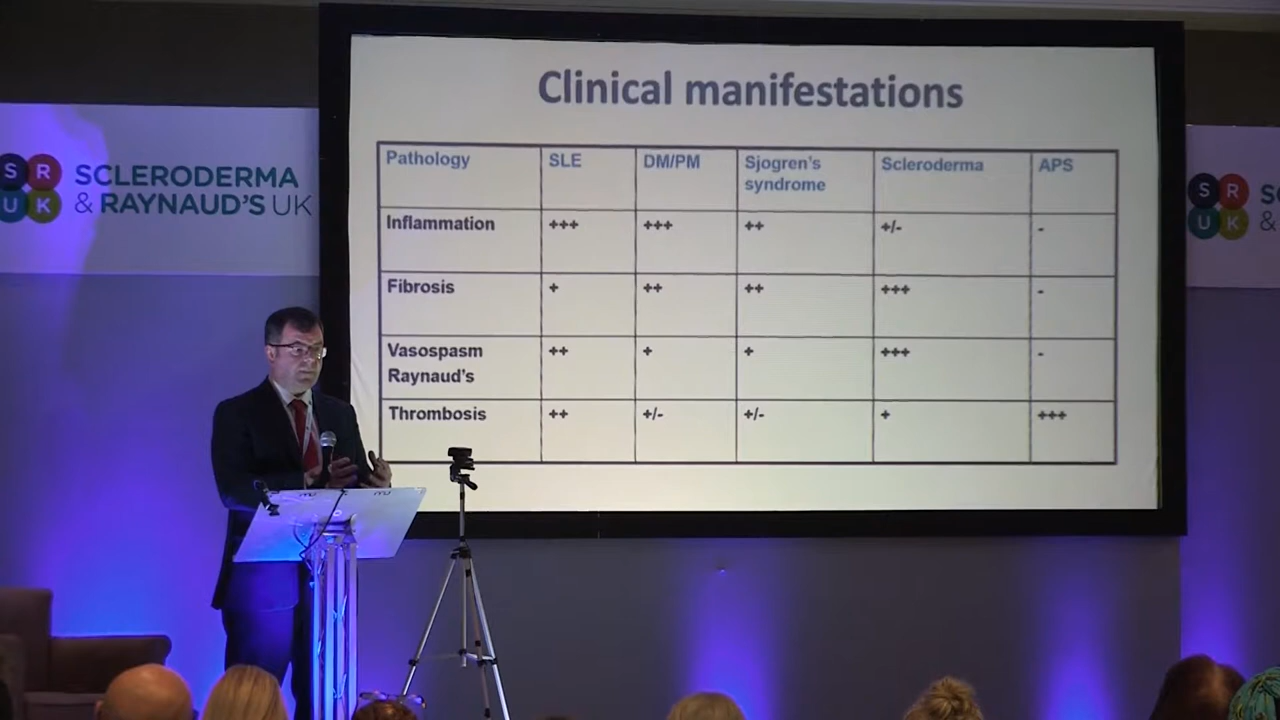 Clinical manifestations
Pathology SLE DM/PM Sjogren's syndrome Scleroderma APS
Inflammation +++ +++ ++ +/- -
Fibrosis + ++ ++ +++ -
Vasospasm Raynaud's ++ + + +++ -
Thrombosis ++ +/- +/- + +++
S R
U K
SCLERODERMA
& RAYNAUD'S UK
S R
U K
S
&